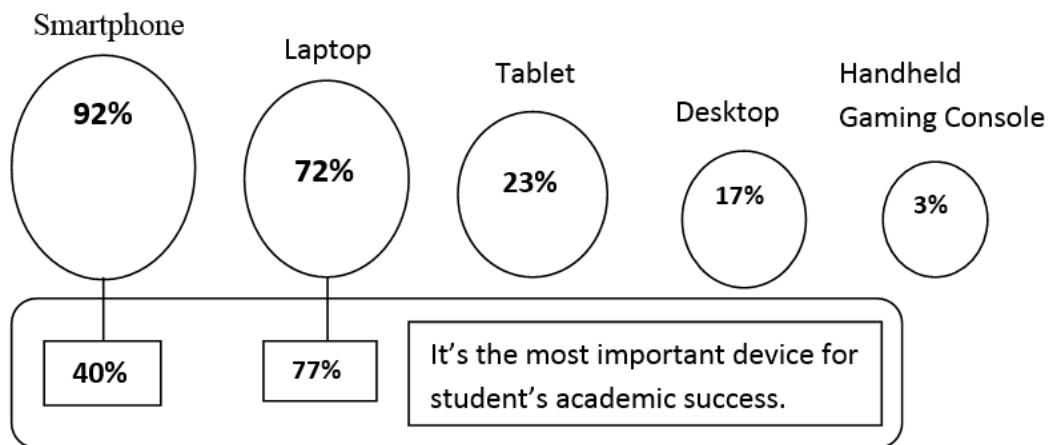 Smartphone
Laptop
Tablet
Desktop
Handheld
Gaming Console
92%
72%
23%
17%
3%
40%
77%
It's the most important device for
student's academic success.